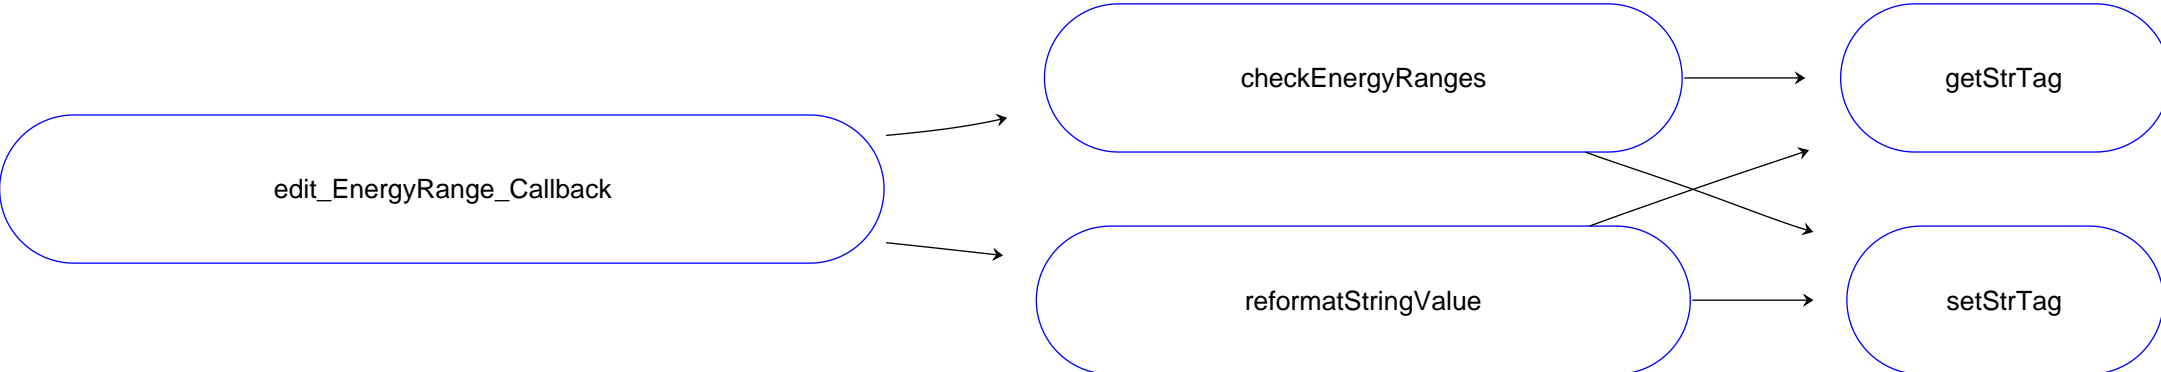 checkEnergyRanges
getStrTag
edit_EnergyRange_Callback
reformatStringValue
setStrTag